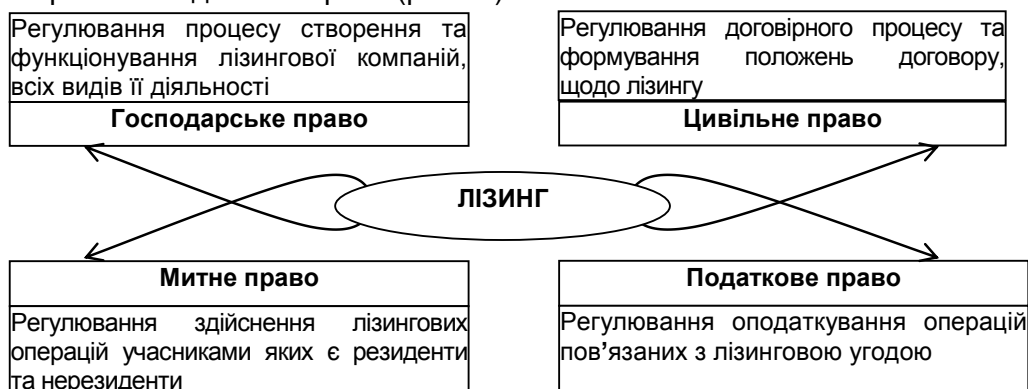 Регулювання процесу створення та
функціонування лізингової компаній,
всіх видів її діяльності
Господарське право
Регулювання договірного процесу та
формування положень договору,
щодо лізингу
Цивільне право
ЛІЗИНГ
Митне право
Регулювання здійснення лізингових
операцій учасниками яких є резиденти
та нерезиденти
Податкове право
Регулювання оподаткування операцій
пов’язаних з лізинговою угодою